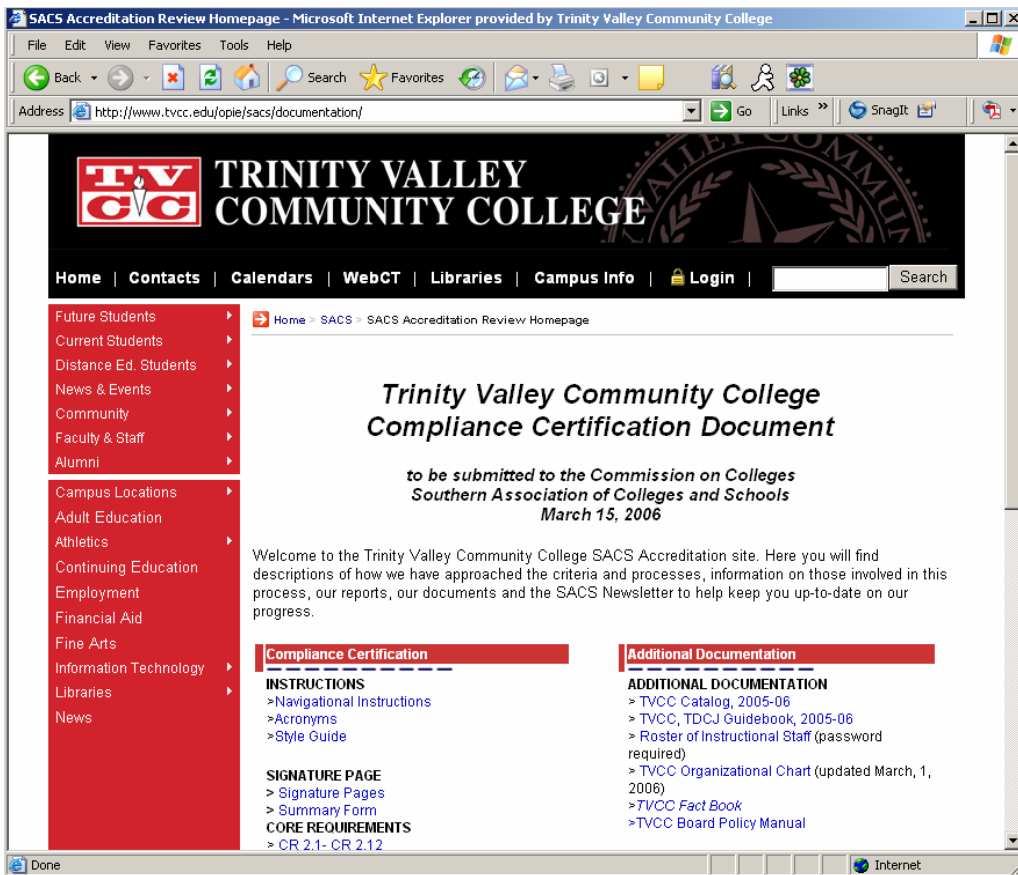 SACS Accreditation Review Homepage - Microsoft Internet Explorer provided by Trinity Valley Community College
File Edit View Favorites Tools Help
Back Search Favorites
Address http://www.tvcc.edu/opie/sacs/documentation/ Go Links » SnagIt
TVCC
TRINITY VALLEY
COMMUNITY COLLEGE
VALLEY COMMUN
Home | Contacts | Calendars | WebCT | Libraries | Campus Info | Login | Search
Future Students
Current Students
Distance Ed. Students
News & Events
Community
Faculty & Staff
Alumni
Campus Locations
Adult Education
Athletics
Continuing Education
Employment
Financial Aid
Fine Arts
Information Technology
Libraries
News
Home > SACS > SACS Accreditation Review Homepage
Trinity Valley Community College
Compliance Certification Document
to be submitted to the Commission on Colleges
Southern Association of Colleges and Schools
March 15, 2006
Welcome to the Trinity Valley Community College SACS Accreditation site. Here you will find
descriptions of how we have approached the criteria and processes, information on those involved in this
process, our reports, our documents and the SACS Newsletter to help keep you up-to-date on our
progress.
Compliance Certification
INSTRUCTIONS
>Navigational Instructions
>Acronyms
>Style Guide
SIGNATURE PAGE
> Signature Pages
> Summary Form
CORE REQUIREMENTS
> CR 2.1- CR 2.12
Additional Documentation
ADDITIONAL DOCUMENTATION
> TVCC Catalog, 2005-06
> TVCC, TDCJ Guidebook, 2005-06
> Roster of Instructional Staff (password
required)
> TVCC Organizational Chart (updated March, 1,
2006)
>TVCC Fact Book
>TVCC Board Policy Manual
Done Internet